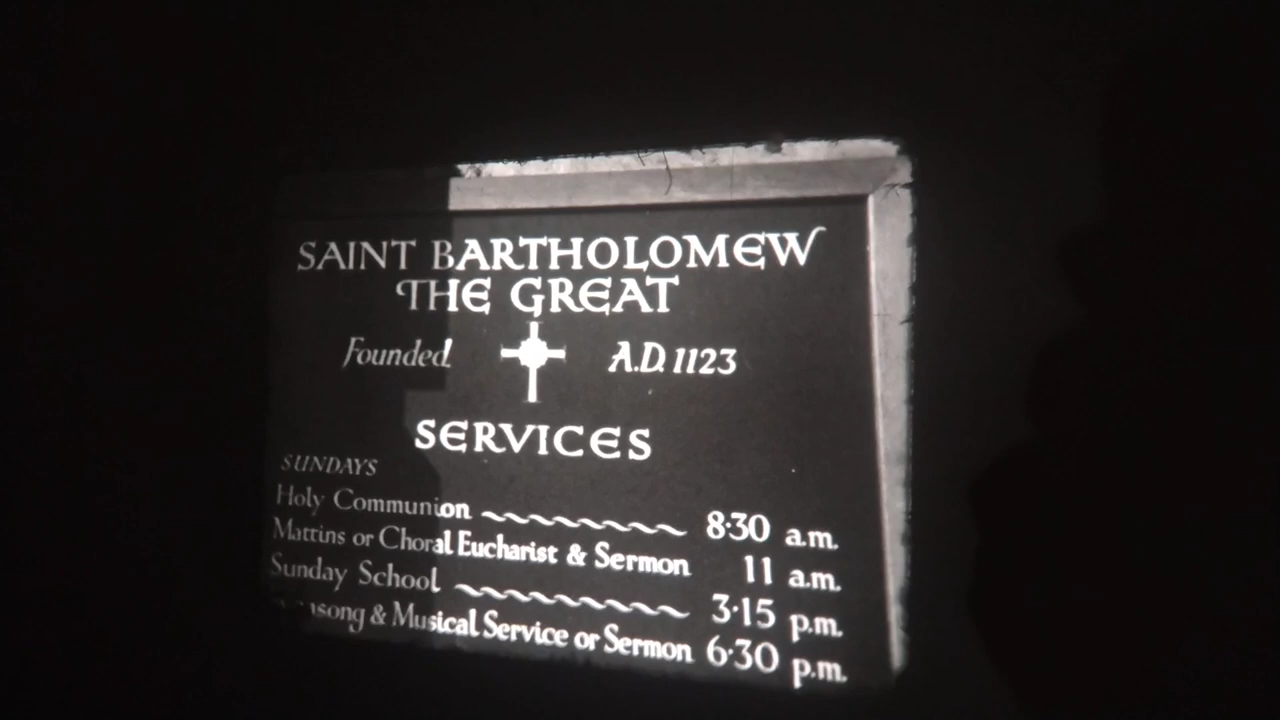 SAINT BARTHOLOMEW
THE GREAT
Founded A.D. 1123
SERVICES
SUNDAYS
Holy Communion 8·30 a.m.
Mattins or Choral Eucharist & Sermon 11 a.m.
Sunday School 3·15 p.m.
& Musical Service or Sermon 6·30 p.m.